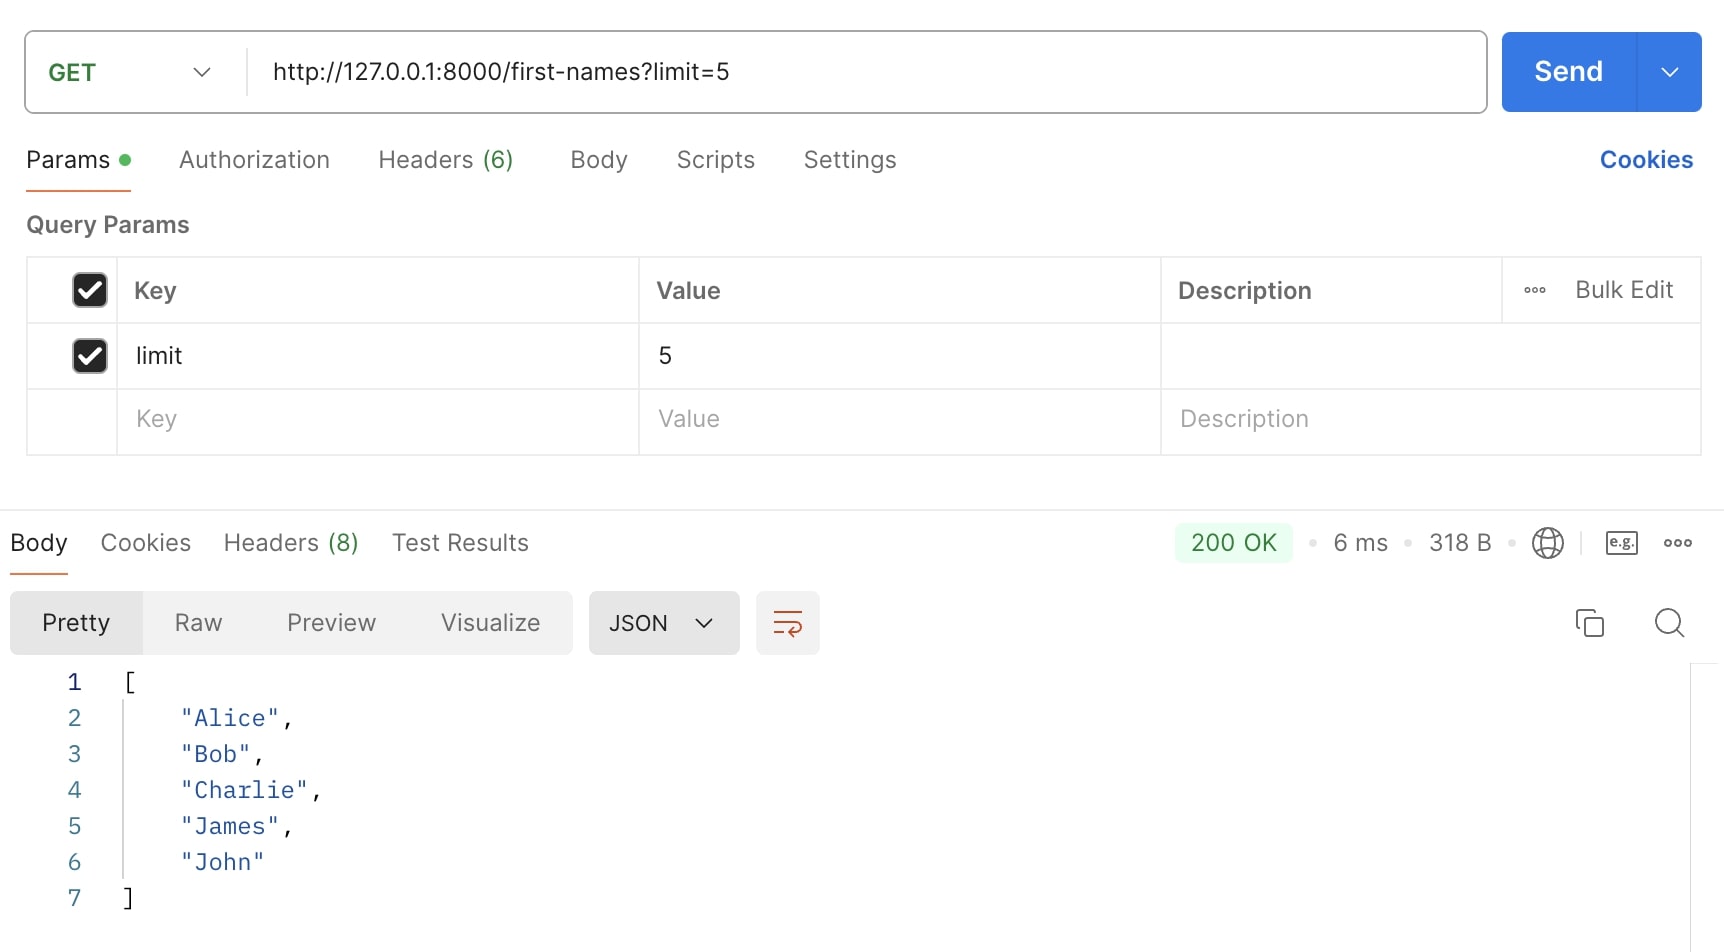 GET http://127.0.0.1:8000/first-names?limit=5 Send
Params Authorization Headers (6) Body Scripts Settings Cookies
Query Params
Key Value Description Bulk Edit
limit 5
Key Value Description
Body Cookies Headers (8) Test Results 200 OK 6 ms 318 B e.g.
Pretty Raw Preview Visualize JSON
1 [
2 "Alice",
3 "Bob",
4 "Charlie",
5 "James",
6 "John"
7 ]